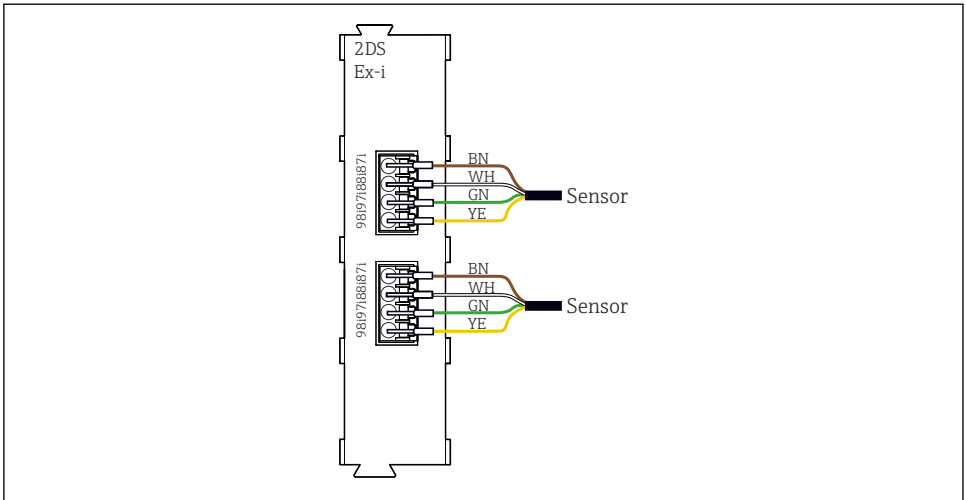 2DS
Ex-i
98i97i88i87i
BN
WH
GN
YE
Sensor
98i97i88i87i
BN
WH
GN
YE
Sensor